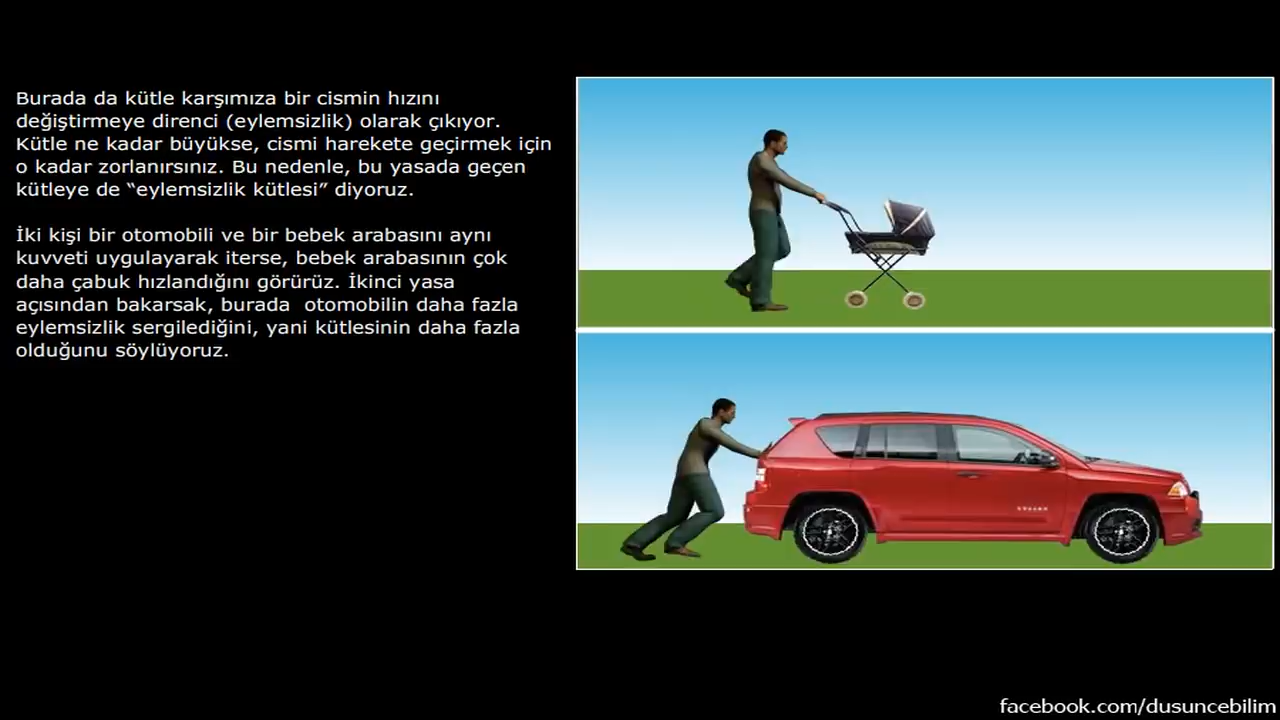 Burada da kütle karşımıza bir cismin hızını
değiştirmeye direnci (eylemsizlik) olarak çıkıyor.
Kütle ne kadar büyükse, cismi harekete geçirmek için
o kadar zorlanırsınız. Bu nedenle, bu yasada geçen
kütleye de “eylemsizlik kütlesi” diyoruz.
İki kişi bir otomobili ve bir bebek arabasını aynı
kuvveti uygulayarak iterse, bebek arabasının çok
daha çabuk hızlandığını görürüz. İkinci yasa
açısından bakarsak, burada  otomobilin daha fazla
eylemsizlik sergilediğini, yani kütlesinin daha fazla
olduğunu söylüyoruz.
facebook.com/dusuncebilim